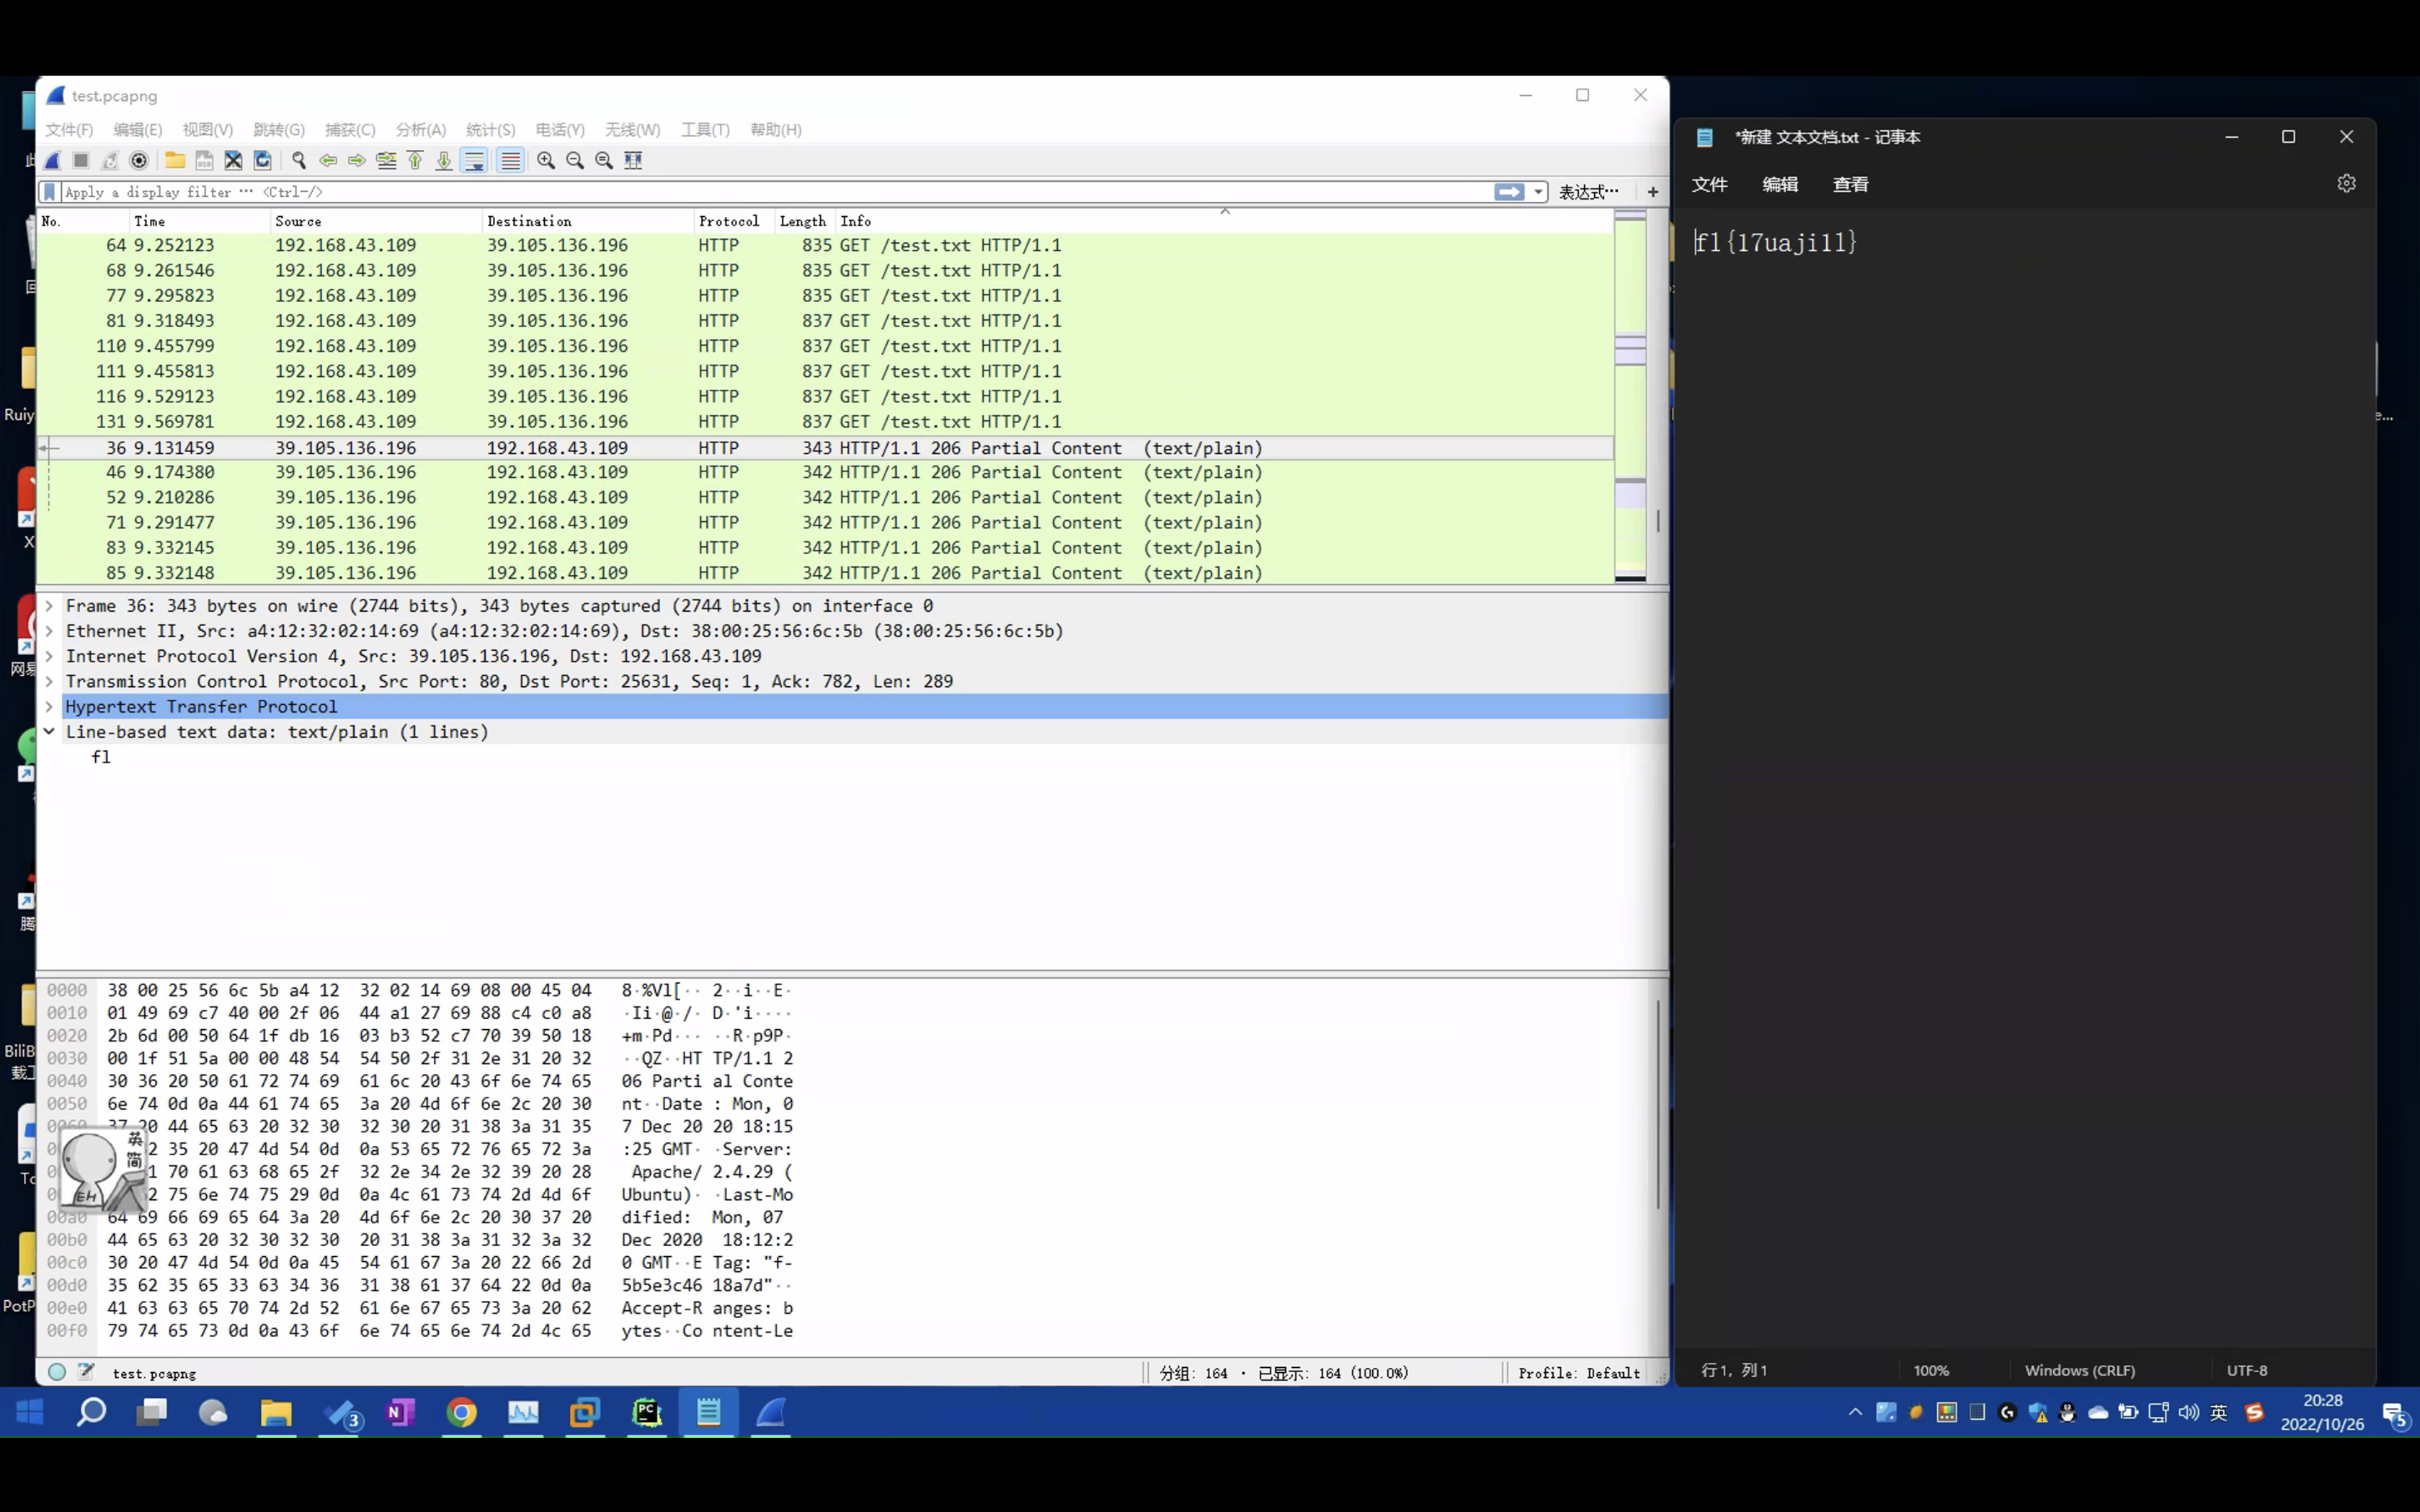 test.pcapng
文件(F) 编辑(E) 视图(V) 跳转(G) 捕获(C) 分析(A) 统计(S) 电话(Y) 无线(W) 工具(T) 帮助(H)
Apply a display filter … <Ctrl-/> 表达式… +
No. Time Source Destination Protocol Length Info
64 9.252123 192.168.43.109 39.105.136.196 HTTP 835 GET /test.txt HTTP/1.1
68 9.261546 192.168.43.109 39.105.136.196 HTTP 835 GET /test.txt HTTP/1.1
77 9.295823 192.168.43.109 39.105.136.196 HTTP 835 GET /test.txt HTTP/1.1
81 9.318493 192.168.43.109 39.105.136.196 HTTP 837 GET /test.txt HTTP/1.1
110 9.455799 192.168.43.109 39.105.136.196 HTTP 837 GET /test.txt HTTP/1.1
111 9.455813 192.168.43.109 39.105.136.196 HTTP 837 GET /test.txt HTTP/1.1
116 9.529123 192.168.43.109 39.105.136.196 HTTP 837 GET /test.txt HTTP/1.1
131 9.569781 192.168.43.109 39.105.136.196 HTTP 837 GET /test.txt HTTP/1.1
36 9.131459 39.105.136.196 192.168.43.109 HTTP 343 HTTP/1.1 206 Partial Content (text/plain)
46 9.174380 39.105.136.196 192.168.43.109 HTTP 342 HTTP/1.1 206 Partial Content (text/plain)
52 9.210286 39.105.136.196 192.168.43.109 HTTP 342 HTTP/1.1 206 Partial Content (text/plain)
71 9.291477 39.105.136.196 192.168.43.109 HTTP 342 HTTP/1.1 206 Partial Content (text/plain)
83 9.332145 39.105.136.196 192.168.43.109 HTTP 342 HTTP/1.1 206 Partial Content (text/plain)
85 9.332148 39.105.136.196 192.168.43.109 HTTP 342 HTTP/1.1 206 Partial Content (text/plain)
Frame 36: 343 bytes on wire (2744 bits), 343 bytes captured (2744 bits) on interface 0
Ethernet II, Src: a4:12:32:02:14:69 (a4:12:32:02:14:69), Dst: 38:00:25:56:6c:5b (38:00:25:56:6c:5b)
Internet Protocol Version 4, Src: 39.105.136.196, Dst: 192.168.43.109
Transmission Control Protocol, Src Port: 80, Dst Port: 25631, Seq: 1, Ack: 782, Len: 289
Hypertext Transfer Protocol
Line-based text data: text/plain (1 lines)
fl
0000 38 00 25 56 6c 5b a4 12 32 02 14 69 08 00 45 04 8·%Vl[·· 2··i··E·
0010 01 49 69 c7 40 00 2f 06 44 a1 27 69 88 c4 c0 a8 ·Ii·@·/· D·'i····
0020 2b 6d 00 50 64 1f db 16 03 b3 52 c7 70 39 50 18 +m·Pd··· ··R·p9P·
0030 00 1f 51 5a 00 00 48 54 54 50 2f 31 2e 31 20 32 ··QZ··HT TP/1.1 2
0040 30 36 20 50 61 72 74 69 61 6c 20 43 6f 6e 74 65 06 Parti al Conte
0050 6e 74 0d 0a 44 61 74 65 3a 20 4d 6f 6e 2c 20 30 nt··Date : Mon, 0
37 20 44 65 63 20 32 30 32 30 20 31 38 3a 31 35 7 Dec 20 20 18:15
2 35 20 47 4d 54 0d 0a 53 65 72 76 65 72 3a :25 GMT· ·Server:
70 61 63 68 65 2f 32 2e 34 2e 32 39 20 28 Apache/ 2.4.29 (
75 6e 74 75 29 0d 0a 4c 61 73 74 2d 4d 6f Ubuntu)· ·Last-Mo
00a0 64 69 66 69 65 64 3a 20 4d 6f 6e 2c 20 30 37 20 dified: Mon, 07
00b0 44 65 63 20 32 30 32 30 20 31 38 3a 31 32 3a 32 Dec 2020 18:12:2
00c0 30 20 47 4d 54 0d 0a 45 54 61 67 3a 20 22 66 2d 0 GMT··E Tag: "f-
00d0 35 62 35 65 33 63 34 36 31 38 61 37 64 22 0d 0a 5b5e3c46 18a7d"··
00e0 41 63 63 65 70 74 2d 52 61 6e 67 65 73 3a 20 62 Accept-R anges: b
00f0 79 74 65 73 0d 0a 43 6f 6e 74 65 6e 74 2d 4c 65 ytes··Co ntent-Le
英
简
EH
test.pcapng 分组: 164 · 已显示: 164 (100.0%) Profile: Default
*新建 文本文档.txt - 记事本
文件 编辑 查看
fl{17uaji1l}
行 1, 列 1 100% Windows (CRLF) UTF-8
Ruiy
网易
腾
BiliB
载工
PotP
3 PC 英 20:28
2022/10/26 5